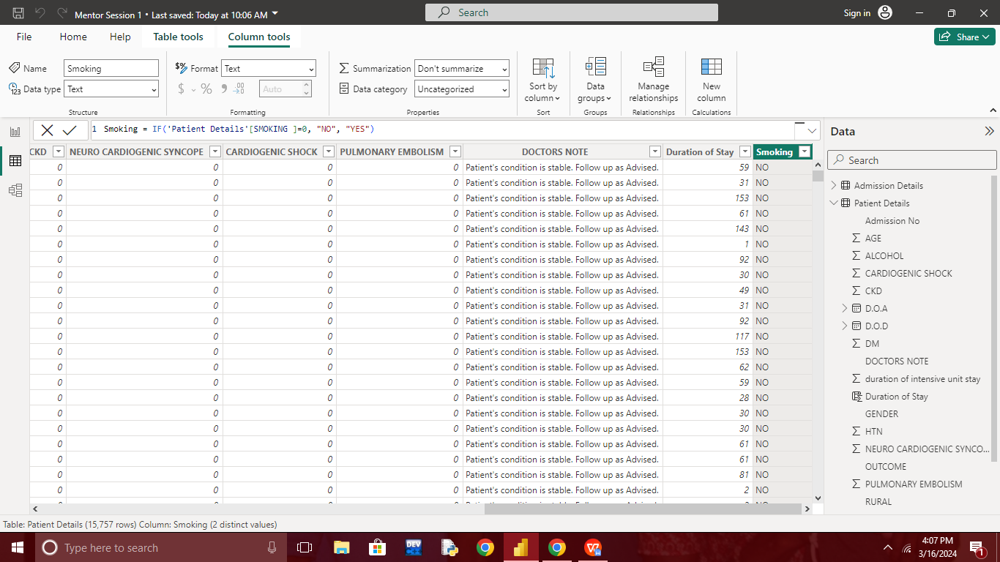 Mentor Session 1 • Last saved: Today at 10:06 AM
Search
Sign in
File Home Help Table tools Column tools
Share
Name Smoking
Data type Text
Structure
Format Text
$ % Auto
Formatting
Summarization Don't summarize
Data category Uncategorized
Properties
Sort by
column
Sort
Data
groups
Groups
Manage
relationships
Relationships
New
column
Calculations
1 Smoking = IF('Patient Details'[SMOKING ]=0, "NO", "YES")
CKD NEURO CARDIOGENIC SYNCOPE CARDIOGENIC SHOCK PULMONARY EMBOLISM DOCTORS NOTE Duration of Stay Smoking
0 0 0 0 Patient's condition is stable. Follow up as Advised. 59 NO
0 0 0 0 Patient's condition is stable. Follow up as Advised. 31 NO
0 0 0 0 Patient's condition is stable. Follow up as Advised. 153 NO
0 0 0 0 Patient's condition is stable. Follow up as Advised. 61 NO
0 0 0 0 Patient's condition is stable. Follow up as Advised. 143 NO
0 0 0 0 Patient's condition is stable. Follow up as Advised. 1 NO
0 0 0 0 Patient's condition is stable. Follow up as Advised. 92 NO
0 0 0 0 Patient's condition is stable. Follow up as Advised. 30 NO
0 0 0 0 Patient's condition is stable. Follow up as Advised. 49 NO
0 0 0 0 Patient's condition is stable. Follow up as Advised. 31 NO
0 0 0 0 Patient's condition is stable. Follow up as Advised. 92 NO
0 0 0 0 Patient's condition is stable. Follow up as Advised. 117 NO
0 0 0 0 Patient's condition is stable. Follow up as Advised. 153 NO
0 0 0 0 Patient's condition is stable. Follow up as Advised. 62 NO
0 0 0 0 Patient's condition is stable. Follow up as Advised. 59 NO
0 0 0 0 Patient's condition is stable. Follow up as Advised. 28 NO
0 0 0 0 Patient's condition is stable. Follow up as Advised. 30 NO
0 0 0 0 Patient's condition is stable. Follow up as Advised. 30 NO
0 0 0 0 Patient's condition is stable. Follow up as Advised. 61 NO
0 0 0 0 Patient's condition is stable. Follow up as Advised. 61 NO
0 0 0 0 Patient's condition is stable. Follow up as Advised. 81 NO
0 0 0 0 Patient's condition is stable. Follow up as Advised. 2 NO
Data
Search
Admission Details
Patient Details
Admission No
AGE
ALCOHOL
CARDIOGENIC SHOCK
CKD
D.O.A
D.O.D
DM
DOCTORS NOTE
duration of intensive unit stay
Duration of Stay
GENDER
HTN
NEURO CARDIOGENIC SYNCO...
OUTCOME
PULMONARY EMBOLISM
RURAL
Table: Patient Details (15,757 rows) Column: Smoking (2 distinct values)
Type here to search
DEV
4:07 PM
3/16/2024
1